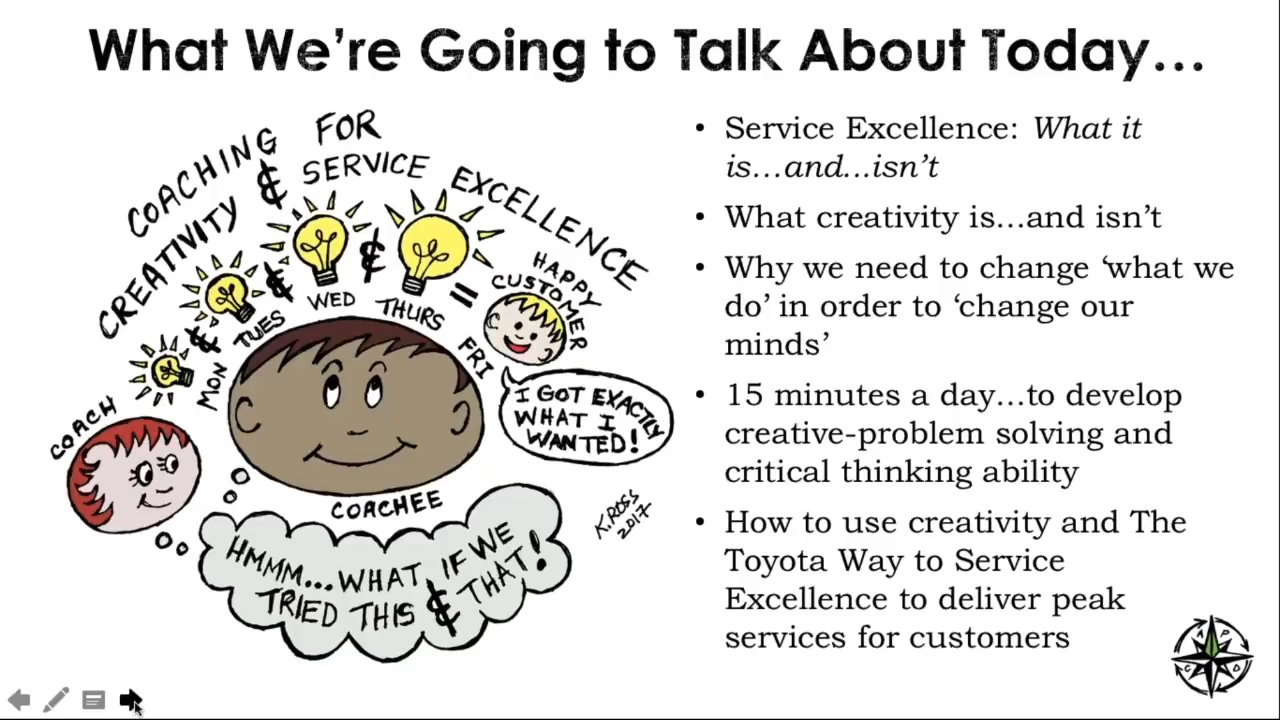 What We're Going to Talk About Today…
COACHING FOR
CREATIVITY & SERVICE EXCELLENCE
& & & =
MON TUES WED THURS FRI
HAPPY
CUSTOMER
COACH
I GOT EXACTLY
WHAT I
WANTED!
COACHEE
K.ROSS
2017
HMMM...WHAT IF WE
TRIED THIS & THAT!
• Service Excellence: What it
is…and…isn't
• What creativity is…and isn't
• Why we need to change 'what we
do' in order to 'change our
minds'
• 15 minutes a day…to develop
creative-problem solving and
critical thinking ability
• How to use creativity and The
Toyota Way to Service
Excellence to deliver peak
services for customers
A P
C D